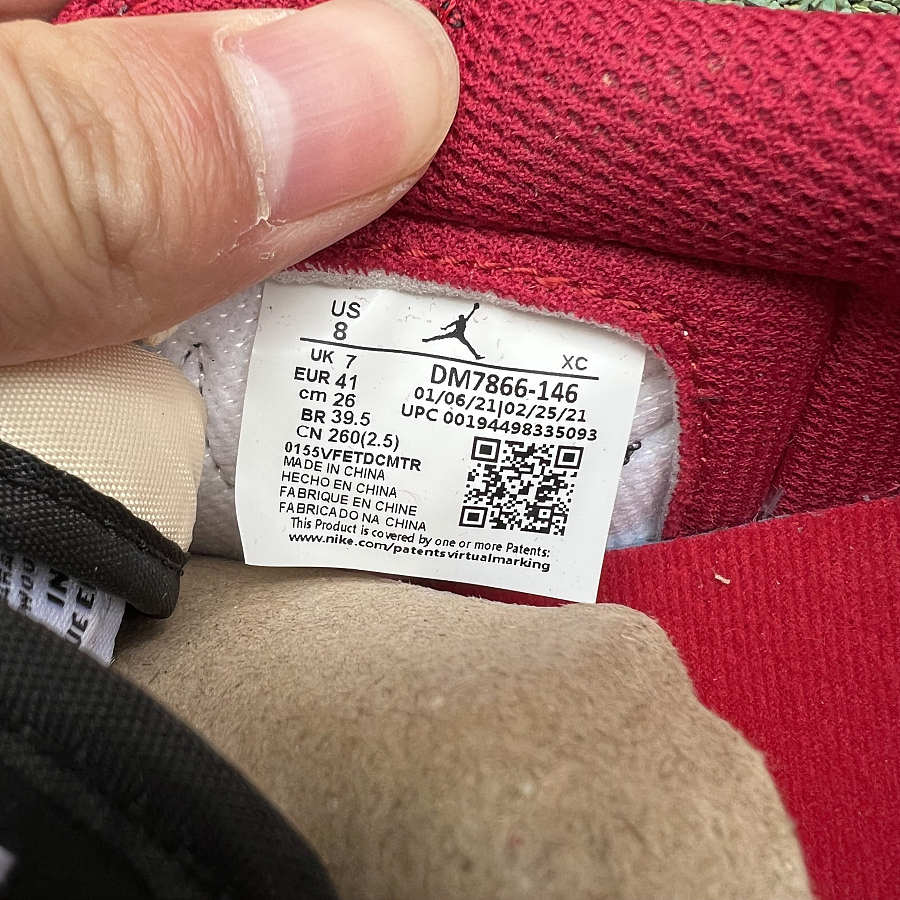 US
8
XC
UK 7
EUR 41
cm 26
BR 39.5
CN 260(2.5)
DM7866-146
01/06/21|02/25/21
UPC 00194498335093
0155VFETDCMTR
MADE IN CHINA
HECHO EN CHINA
FABRIQUE EN CHINE
FABRICADO NA CHINA
This Product is covered by one or more Patents:
www.nike.com/patentsvirtualmarking